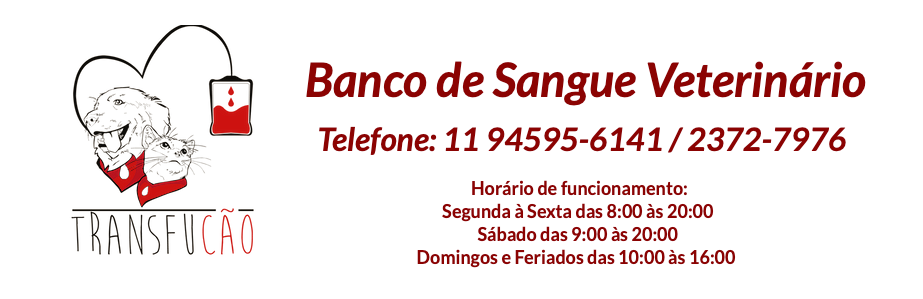 Banco de Sangue Veterinário
Telefone: 11 94595-6141 / 2372-7976
Horário de funcionamento:
Segunda à Sexta das 8:00 às 20:00
Sábado das 9:00 às 20:00
Domingos e Feriados das 10:00 às 16:00
TRANSFUCÃO